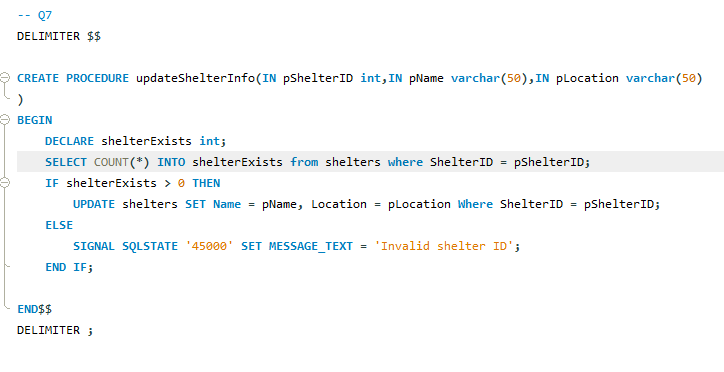 -- Q7
DELIMITER $$
CREATE PROCEDURE updateShelterInfo(IN pShelterID int,IN pName varchar(50),IN pLocation varchar(50)
)
BEGIN
DECLARE shelterExists int;
SELECT COUNT(*) INTO shelterExists from shelters where ShelterID = pShelterID;
IF shelterExists > 0 THEN
UPDATE shelters SET Name = pName, Location = pLocation Where ShelterID = pShelterID;
ELSE
SIGNAL SQLSTATE '45000' SET MESSAGE_TEXT = 'Invalid shelter ID';
END IF;
END$$
DELIMITER ;